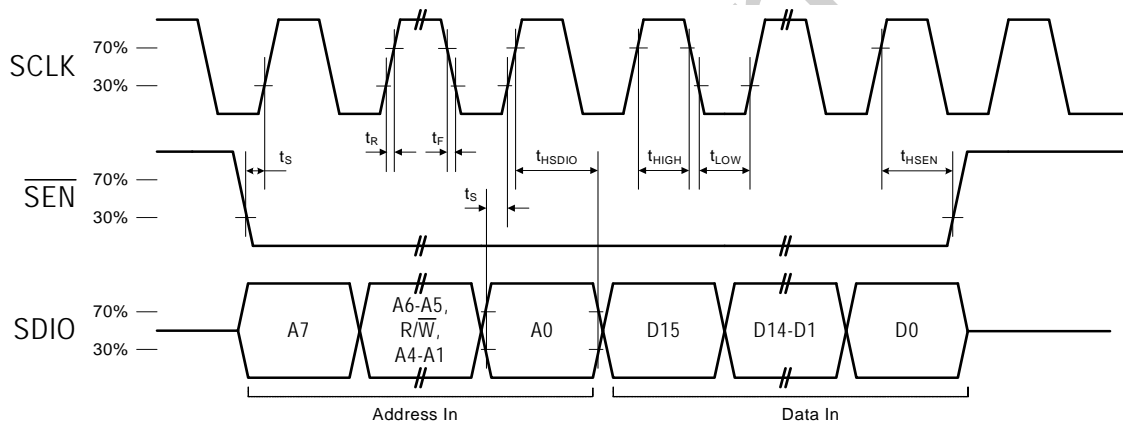 SCLK
70%
30%
tR
tF
tS
tHSDIO
tHIGH
tLOW
tHSEN
SEN
70%
30%
tS
SDIO
70%
30%
A7
A6-A5,
R/W,
A4-A1
A0
D15
D14-D1
D0
Address In
Data In